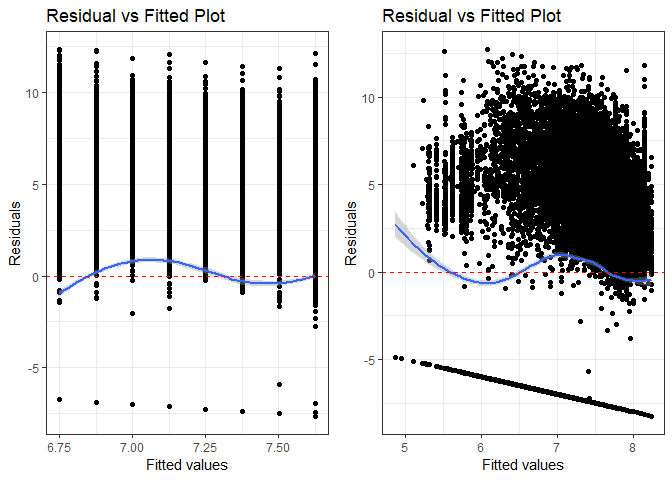 Residual vs Fitted Plot
Residuals
10
5
0
-5
6.75
7.00
7.25
7.50
Fitted values
Residual vs Fitted Plot
Residuals
10
5
0
-5
5
6
7
8
Fitted values